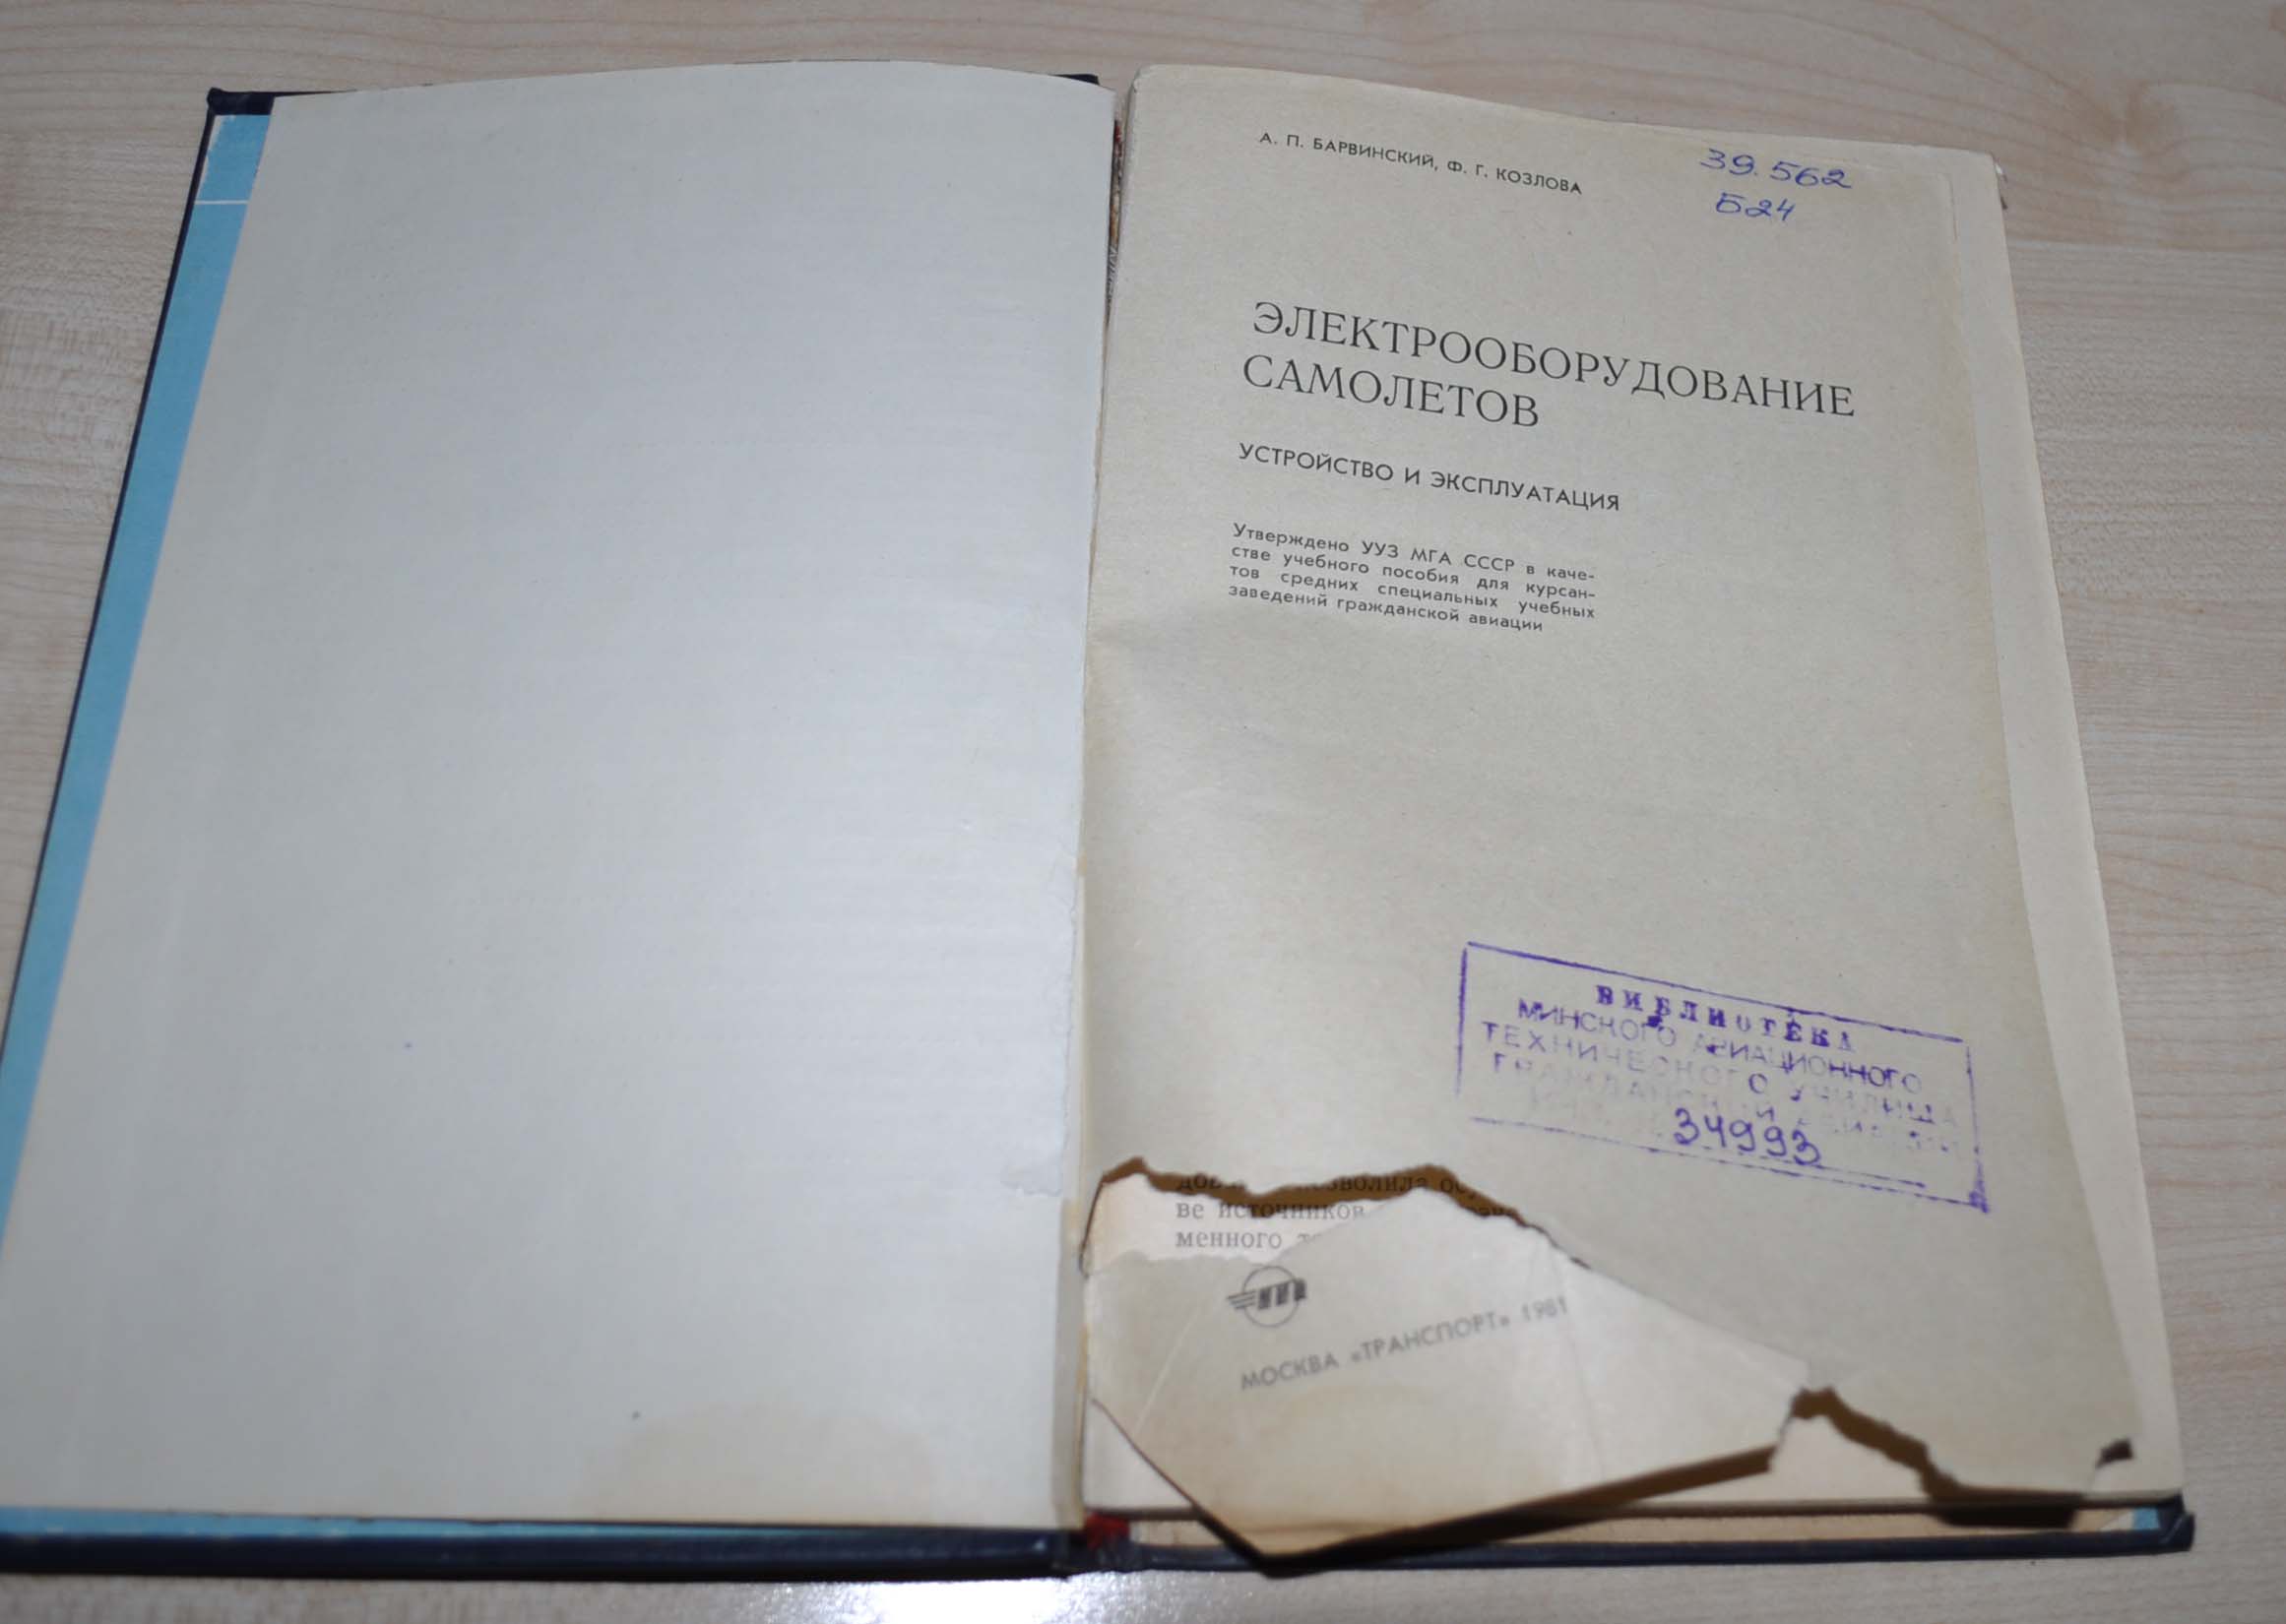 А. П. БАРВИНСКИЙ, Ф. Г. КОЗЛОВА
39.562
Б24
ЭЛЕКТРООБОРУДОВАНИЕ
САМОЛЕТОВ
УСТРОЙСТВО И ЭКСПЛУАТАЦИЯ
Утверждено УУЗ МГА СССР в каче-
стве учебного пособия для курсан-
тов средних специальных учебных
заведений гражданской авиации
БИБЛИОТЕКА
МИНСКОГО АВИАЦИОННОГО
ТЕХНИЧЕСКОГО УЧИЛИЩА
ГРАЖДАНСКОЙ АВИАЦИИ
34993
ве источников
менного
МОСКВА «ТРАНСПОРТ» 1981